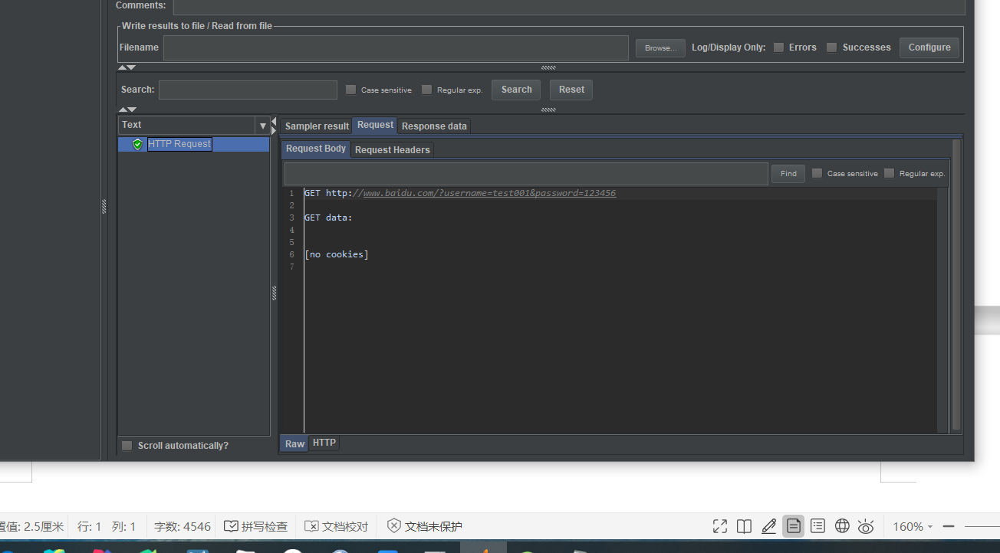 Comments:
Write results to file / Read from file
Filename
Browse...
Log/Display Only:
Errors
Successes
Configure
Search:
Case sensitive
Regular exp.
Search
Reset
Text
Sampler result
Request
Response data
HTTP Request
Request Body
Request Headers
Find
Case sensitive
Regular exp.
1 GET http://www.baidu.com/?username=test001&password=123456
2
3 GET data:
4
5
6 [no cookies]
7
Scroll automatically?
Raw
HTTP
置值: 2.5厘米
行: 1
列: 1
字数: 4546
拼写检查
文档校对
文档未保护
160%